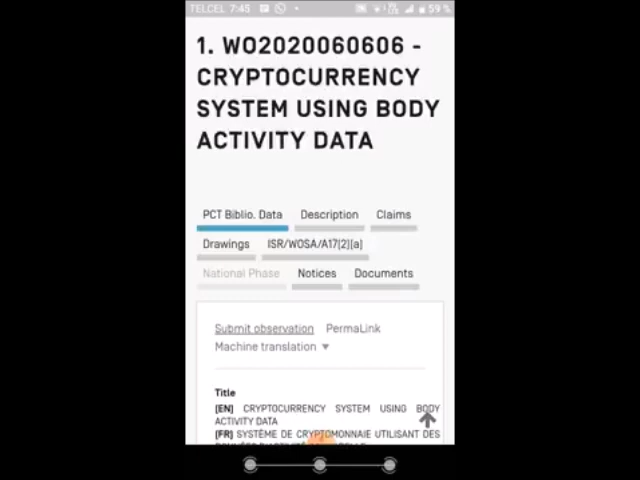 TELCEL 7:45
59 %
1. WO2020060606 -
CRYPTOCURRENCY
SYSTEM USING BODY
ACTIVITY DATA
PCT Biblio. Data Description Claims
Drawings ISR/WOSA/A17(2)(a)
National Phase Notices Documents
Submit observation PermaLink
Machine translation
Title
[EN] CRYPTOCURRENCY SYSTEM USING BODY
ACTIVITY DATA
[FR] SYSTÈME DE CRYPTOMONNAIE UTILISANT DES